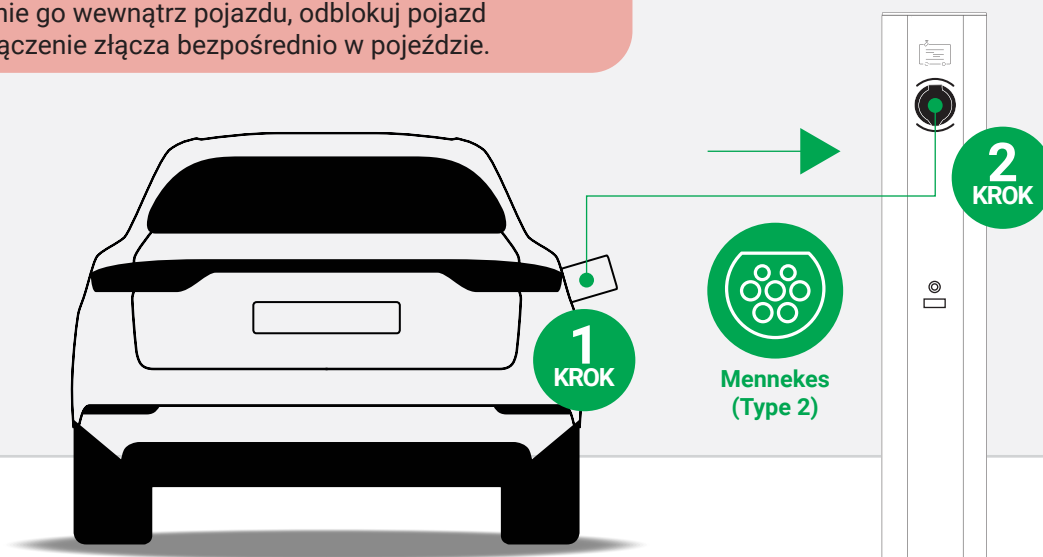 nie go wewnątrz pojazdu, odblokuj pojazd
ączenie złącza bezpośrednio w pojeździe.
2
KROK
1
KROK
Mennekes
(Type 2)